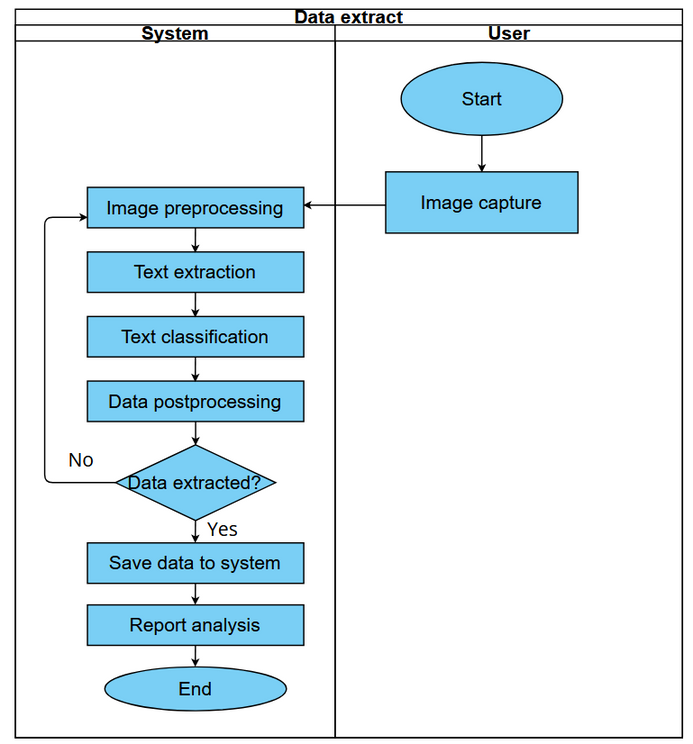 Data extract
System
User
Start
Image capture
Image preprocessing
Text extraction
Text classification
Data postprocessing
Data extracted?
No
Yes
Save data to system
Report analysis
End